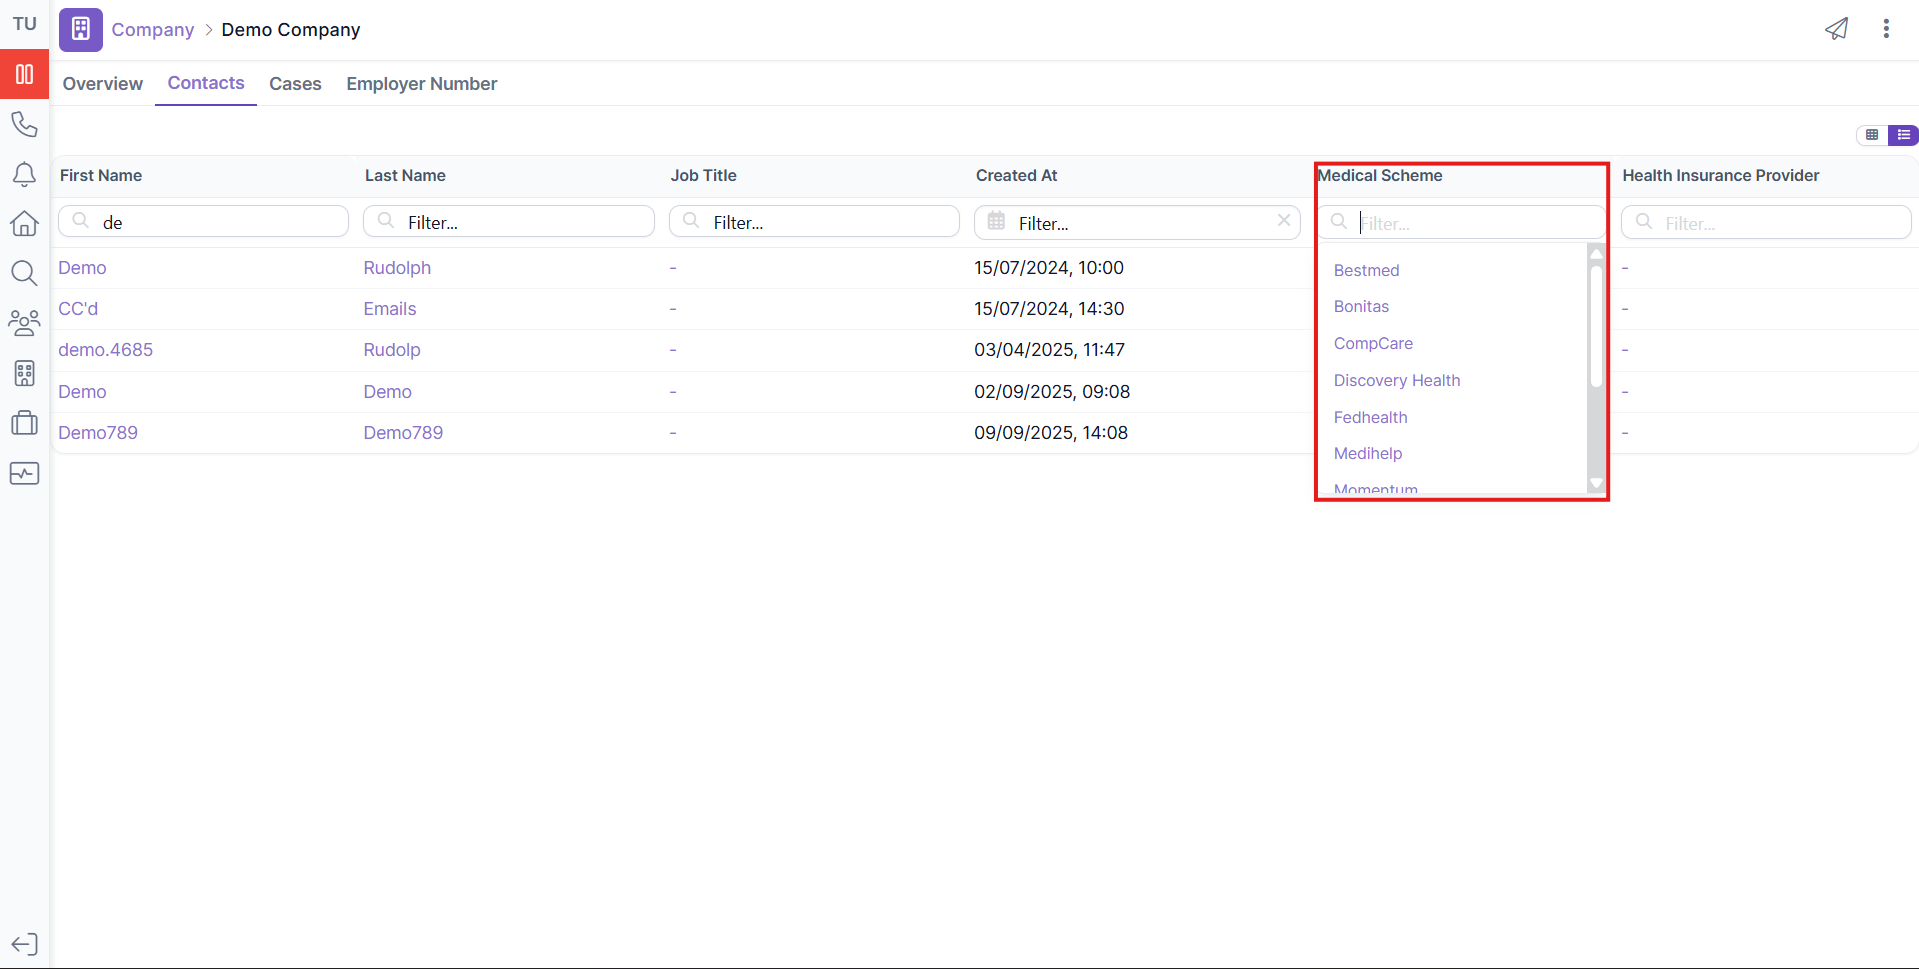 TU
Company > Demo Company
Overview Contacts Cases Employer Number
First Name Last Name Job Title Created At Medical Scheme Health Insurance Provider
de Filter... Filter... Filter... Filter... Filter...
Demo Rudolph - 15/07/2024, 10:00 -
CC'd Emails - 15/07/2024, 14:30 -
demo.4685 Rudolp - 03/04/2025, 11:47 -
Demo Demo - 02/09/2025, 09:08 -
Demo789 Demo789 - 09/09/2025, 14:08 -
Bestmed
Bonitas
CompCare
Discovery Health
Fedhealth
Medihelp
Momentum